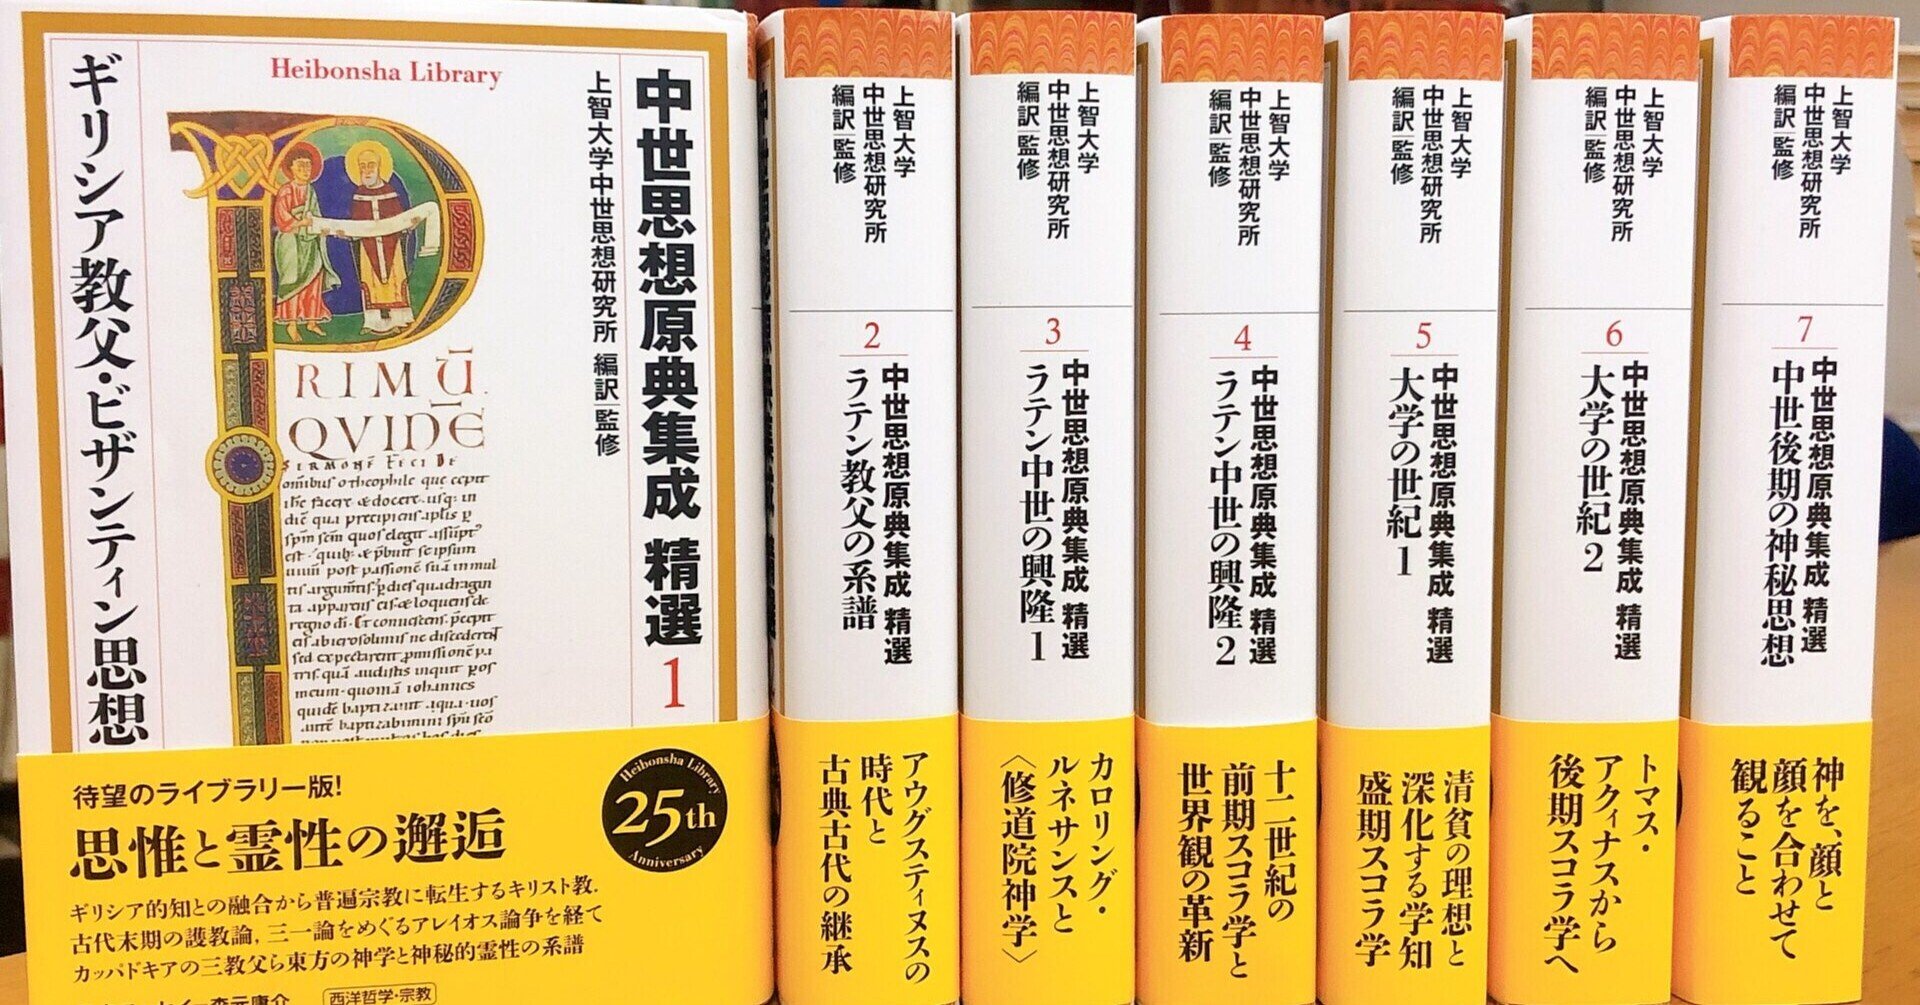 Heibonsha Library
中世思想原典集成 精選 1
上智大学中世思想研究所 編訳｜監修
ギリシア教父・ビザンティン思想
RIMŪ.
QVIDE
待望のライブラリー版!
思惟と霊性の邂逅
ギリシア的知との融合から普遍宗教に転生するキリスト教.
古代末期の護教論, 三一論をめぐるアレイオス論争を経て
カッパドキアの三教父ら東方の神学と神秘的霊性の系譜
西洋哲学・宗教
Heibonsha Library
25th
Anniversary
上智大学
中世思想研究所
編訳｜監修
2
中世思想原典集成 精選
ラテン教父の系譜
アウグスティヌスの
時代と
古典古代の継承
上智大学
中世思想研究所
編訳｜監修
3
中世思想原典集成 精選
ラテン中世の興隆1
カロリング・
ルネサンスと
〈修道院神学〉
上智大学
中世思想研究所
編訳｜監修
4
中世思想原典集成 精選
ラテン中世の興隆2
十二世紀の
前期スコラ学と
世界観の革新
上智大学
中世思想研究所
編訳｜監修
5
中世思想原典集成 精選
大学の世紀1
清貧の理想と
深化する学知
盛期スコラ学
上智大学
中世思想研究所
編訳｜監修
6
中世思想原典集成 精選
大学の世紀2
トマス・
アクィナスから
後期スコラ学へ
上智大学
中世思想研究所
編訳｜監修
7
中世思想原典集成 精選
中世後期の神秘思想
神を、顔と
顔を合わせて
観ること